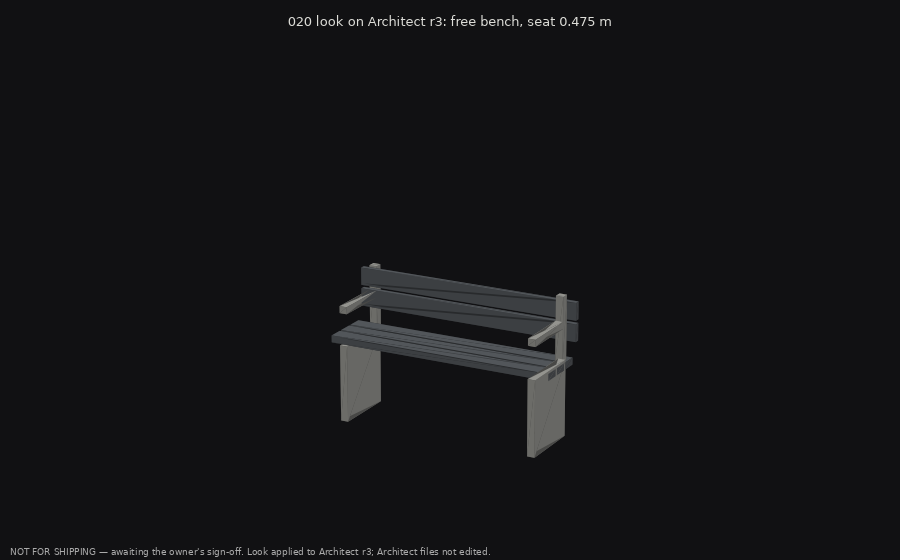 020 look on Architect r3: free bench, seat 0.475 m
NOT FOR SHIPPING — awaiting the owner's sign-off. Look applied to Architect r3; Architect files not edited.